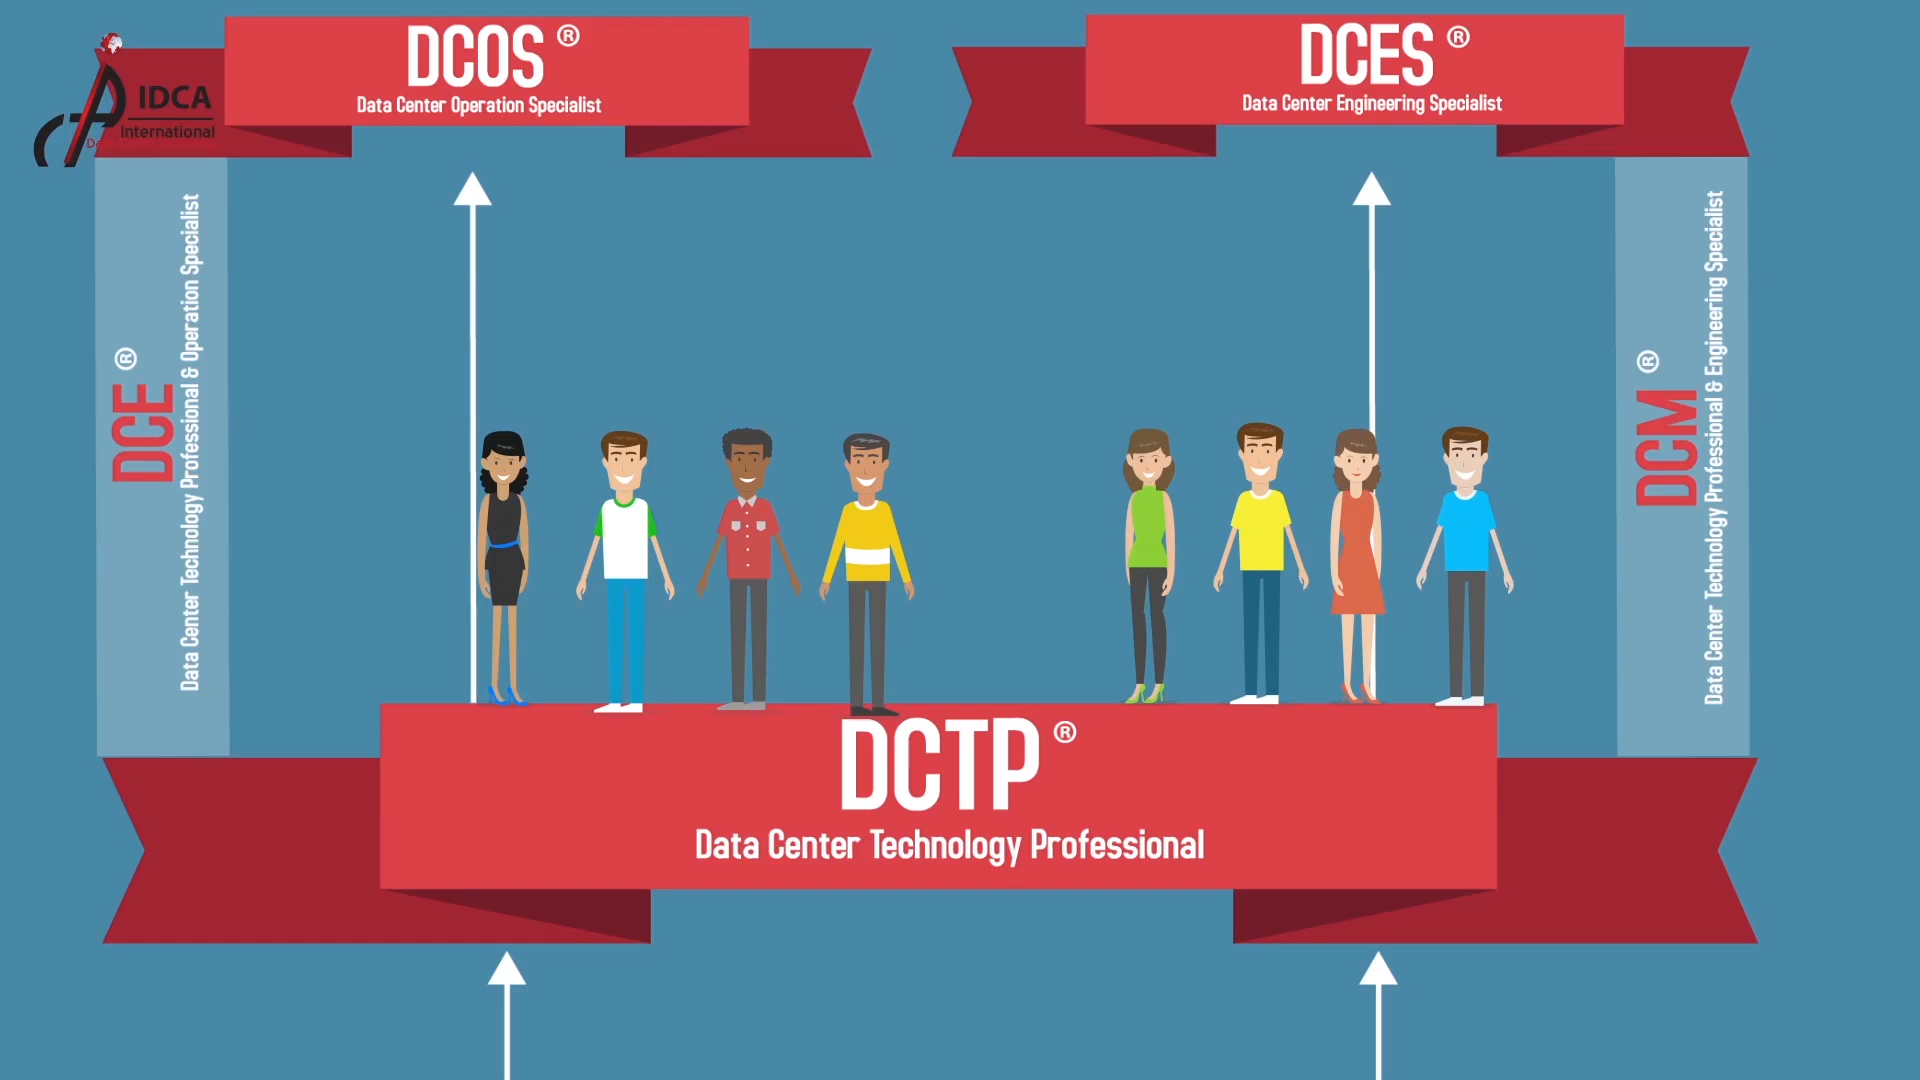 DCOS ®
Data Center Operation Specialist
DCES ®
Data Center Engineering Specialist
IDCA
International
DCE ®
Data Center Technology Professional & Operation Specialist
DCM ®
Data Center Technology Professional & Engineering Specialist
DCTP ®
Data Center Technology Professional